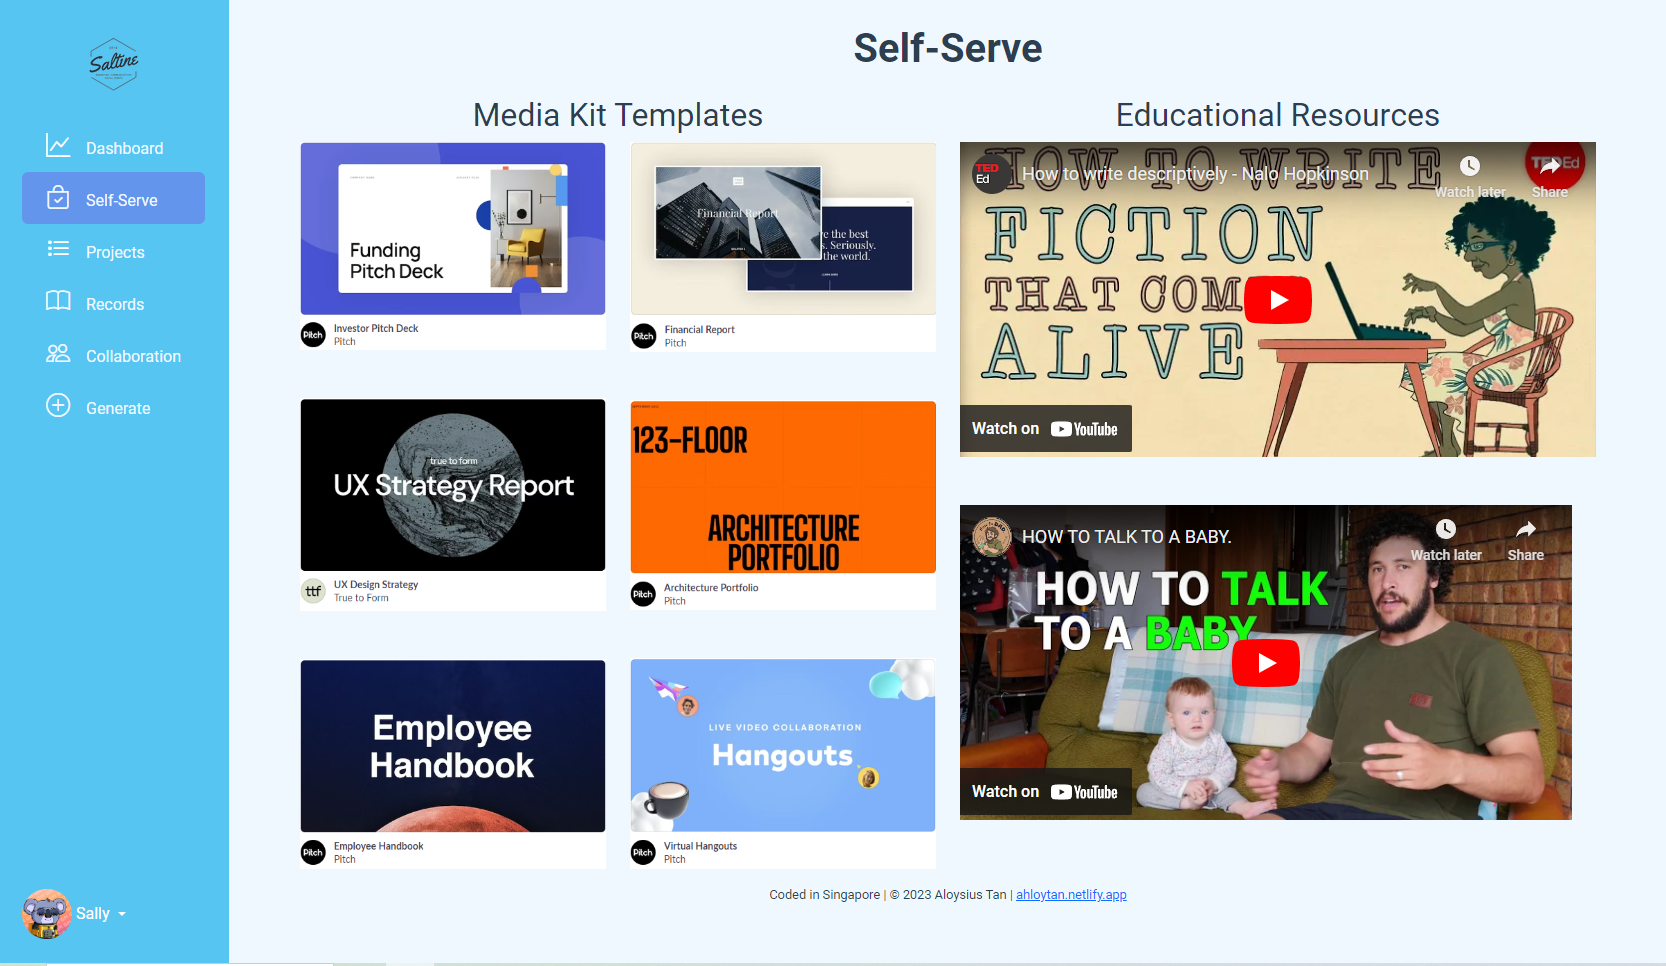 Saltine
Dashboard
Self-Serve
Projects
Records
Collaboration
Generate
Sally
Self-Serve
Media Kit Templates
Funding
Pitch Deck
Pitch
Investor Pitch Deck
Pitch
Financial Report
ve the best
s. Seriously.
the world.
Pitch
Financial Report
Pitch
true to form
UX Strategy Report
ttf
UX Design Strategy
True to Form
123-FLOOR
ARCHITECTURE
PORTFOLIO
Pitch
Architecture Portfolio
Pitch
Employee
Handbook
Pitch
Employee Handbook
Pitch
LIVE VIDEO COLLABORATION
Hangouts
Pitch
Virtual Hangouts
Pitch
Educational Resources
TED
Ed
How to write descriptively - Nalo Hopkinson
Watch later
Share
TEDEd
HOW TO WRITE
FICTION
THAT COM
ALIVE
Watch on YouTube
HOW TO TALK TO A BABY.
Watch later
Share
HOW TO TALK
TO A BABY
Watch on YouTube
Coded in Singapore | © 2023 Aloysius Tan | ahloytan.netlify.app